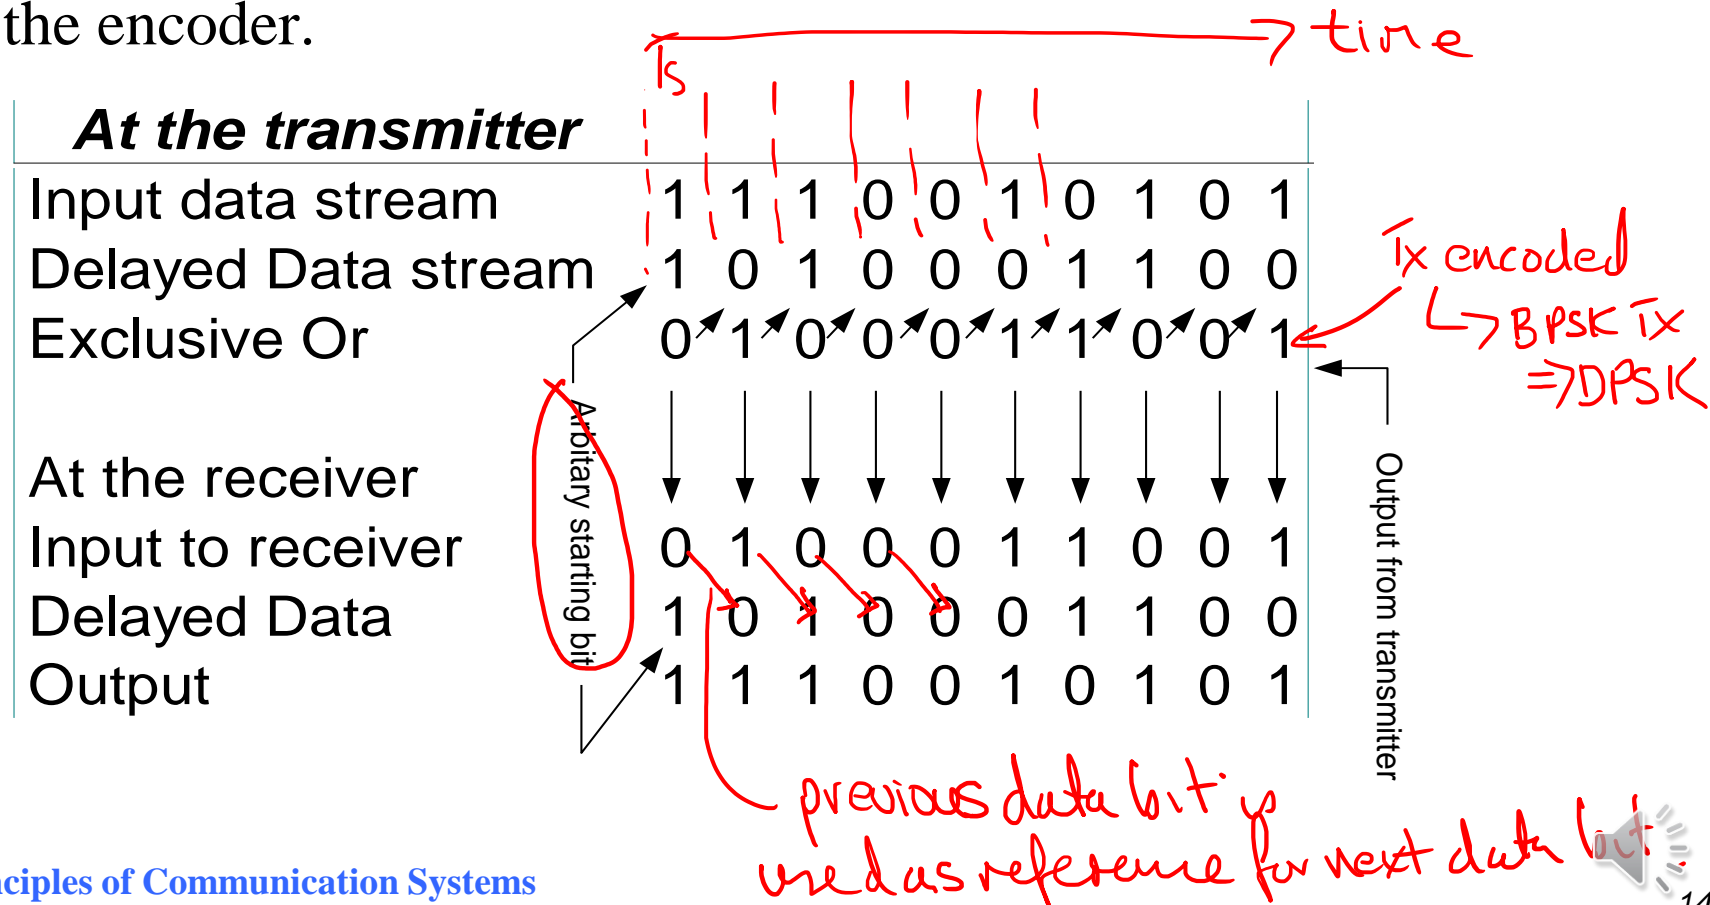 the encoder.
time
Ts
At the transmitter
Input data stream 1 1 1 0 0 1 0 1 0 1
Delayed Data stream 1 0 1 0 0 0 1 1 0 0
Exclusive Or 0 1 0 0 0 1 1 0 0 1
Tx encoded
BPSK Tx
=>DPSK
Arbitary starting bit
Output from transmitter
At the receiver
Input to receiver 0 1 0 0 0 1 1 0 0 1
Delayed Data 1 0 1 0 0 0 1 1 0 0
Output 1 1 1 0 0 1 0 1 0 1
previous data bit is
used as reference for next data bit.
ciples of Communication Systems
14